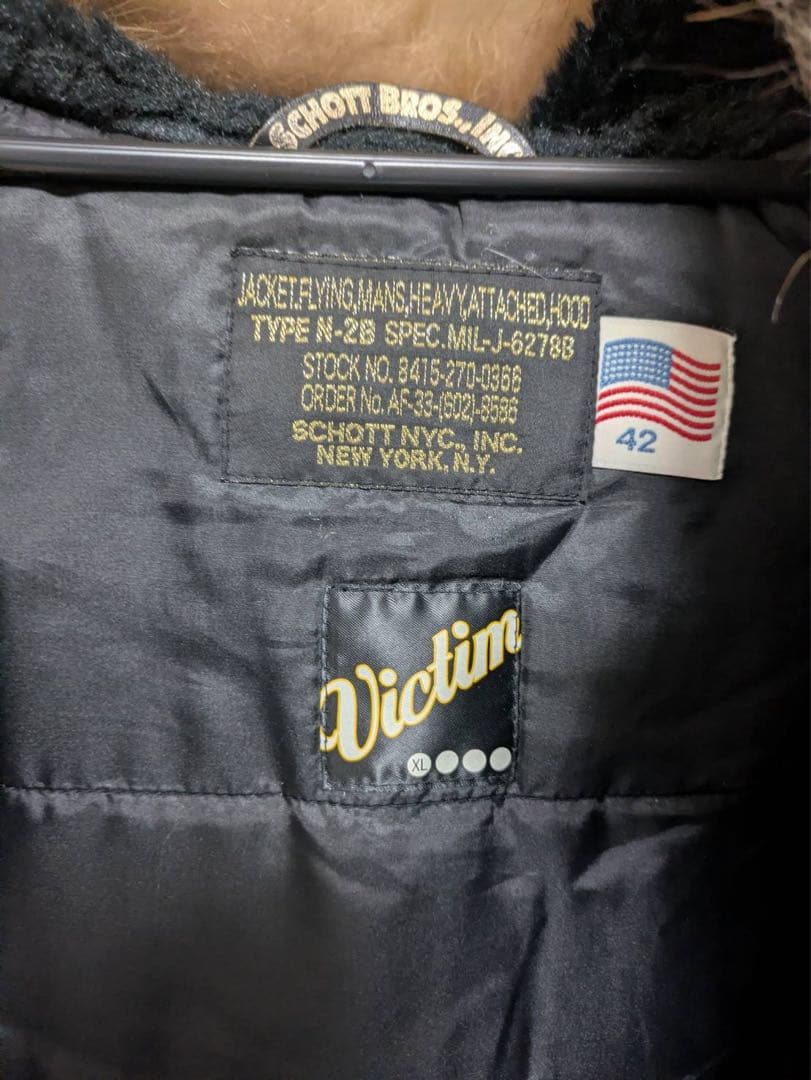 SCHOTT BROS., INC
JACKET,FLYING,MANS,HEAVY,ATTACHED,HOOD
TYPE N-2B SPEC.MIL-J-6278B
STOCK NO. 8415-270-0366
ORDER No. AF-33-(602)-8586
SCHOTT NYC., INC.
NEW YORK, N.Y.
42
Victim
XL